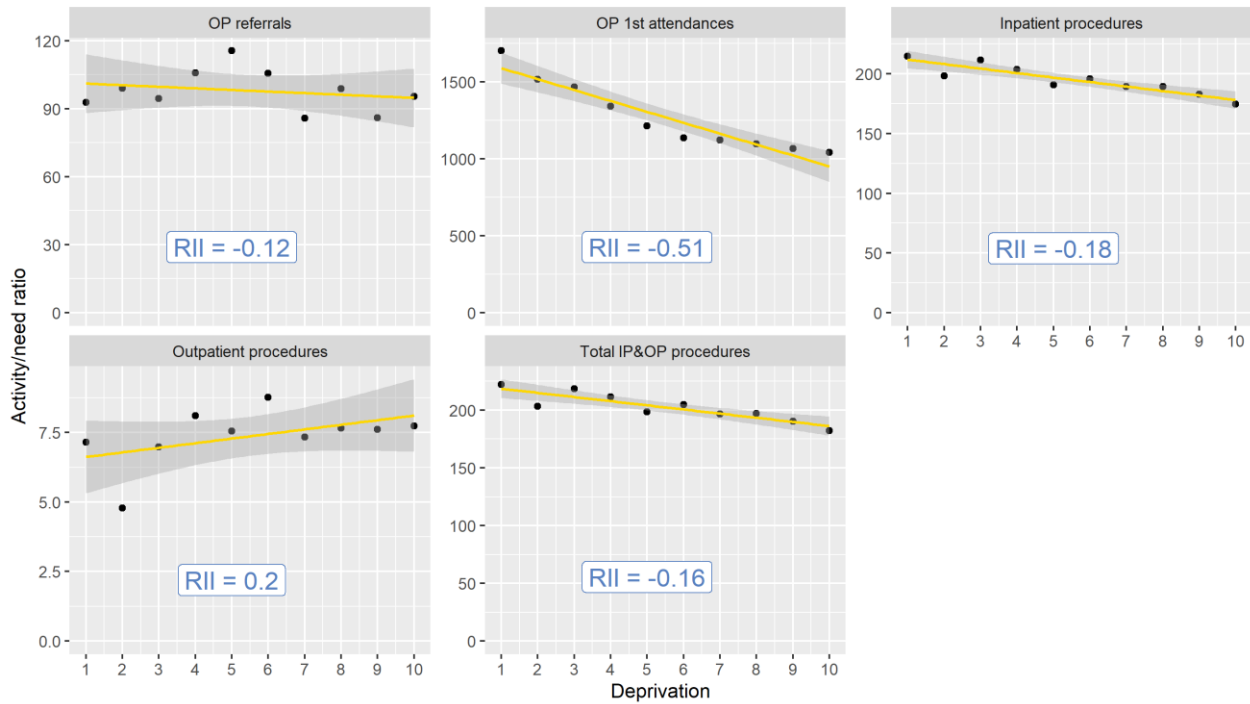 OP referrals
OP 1st attendances
Inpatient procedures
120
90
60
30
0
RII = -0.12
1500
1000
500
0
RII = -0.51
200
150
100
50
0
RII = -0.18
1 2 3 4 5 6 7 8 9 10
Activity/need ratio
Outpatient procedures
Total IP&OP procedures
7.5
5.0
2.5
0.0
RII = 0.2
1 2 3 4 5 6 7 8 9 10
200
150
100
50
0
RII = -0.16
1 2 3 4 5 6 7 8 9 10
Deprivation